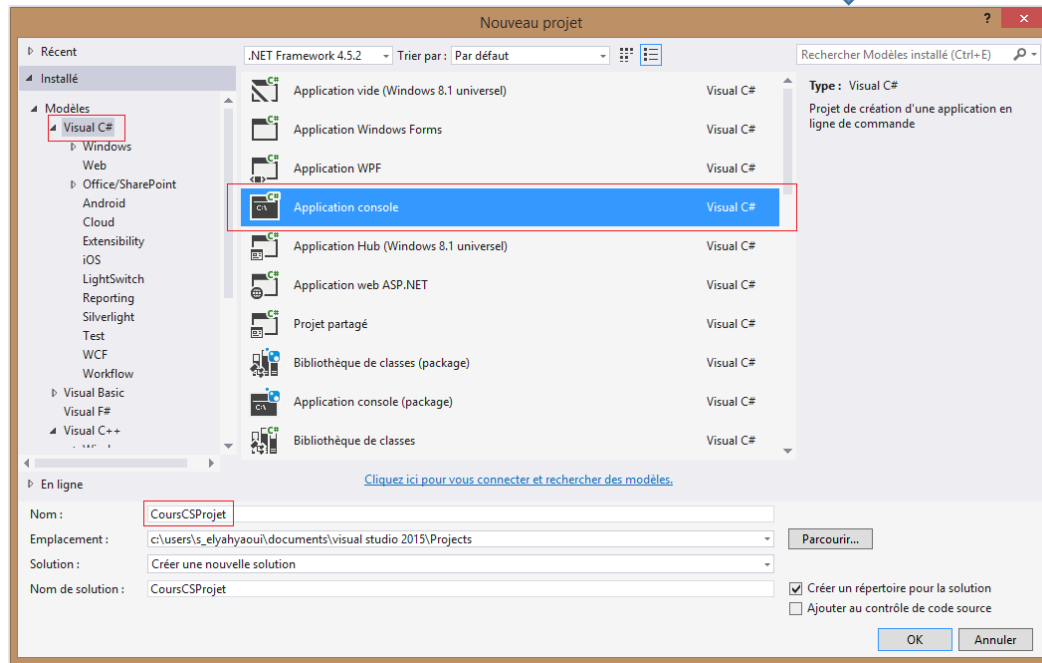 Nouveau projet
?
Récent
Installé
Modèles
Visual C#
Windows
Web
Office/SharePoint
Android
Cloud
Extensibility
iOS
LightSwitch
Reporting
Silverlight
Test
WCF
Workflow
Visual Basic
Visual F#
Visual C++
En ligne
.NET Framework 4.5.2 Trier par : Par défaut
Application vide (Windows 8.1 universel) Visual C#
Application Windows Forms Visual C#
Application WPF Visual C#
Application console Visual C#
Application Hub (Windows 8.1 universel) Visual C#
Application web ASP.NET Visual C#
Projet partagé Visual C#
Bibliothèque de classes (package) Visual C#
Application console (package) Visual C#
Bibliothèque de classes Visual C#
Cliquez ici pour vous connecter et rechercher des modèles.
Rechercher Modèles installé (Ctrl+E)
Type : Visual C#
Projet de création d'une application en
ligne de commande
Nom : CoursCSProjet
Emplacement : c:\users\s_elyahyaoui\documents\visual studio 2015\Projects Parcourir...
Solution : Créer une nouvelle solution
Nom de solution : CoursCSProjet
Créer un répertoire pour la solution
Ajouter au contrôle de code source
OK Annuler